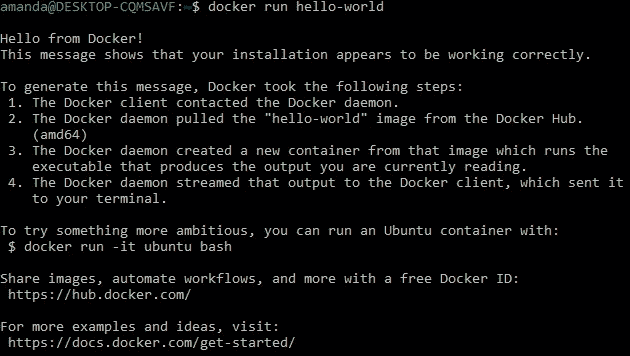 amanda@DESKTOP-CQMSAVF:~$ docker run hello-world
Hello from Docker!
This message shows that your installation appears to be working correctly.
To generate this message, Docker took the following steps:
1. The Docker client contacted the Docker daemon.
2. The Docker daemon pulled the "hello-world" image from the Docker Hub.
(amd64)
3. The Docker daemon created a new container from that image which runs the
executable that produces the output you are currently reading.
4. The Docker daemon streamed that output to the Docker client, which sent it
to your terminal.
To try something more ambitious, you can run an Ubuntu container with:
$ docker run -it ubuntu bash
Share images, automate workflows, and more with a free Docker ID:
https://hub.docker.com/
For more examples and ideas, visit:
https://docs.docker.com/get-started/